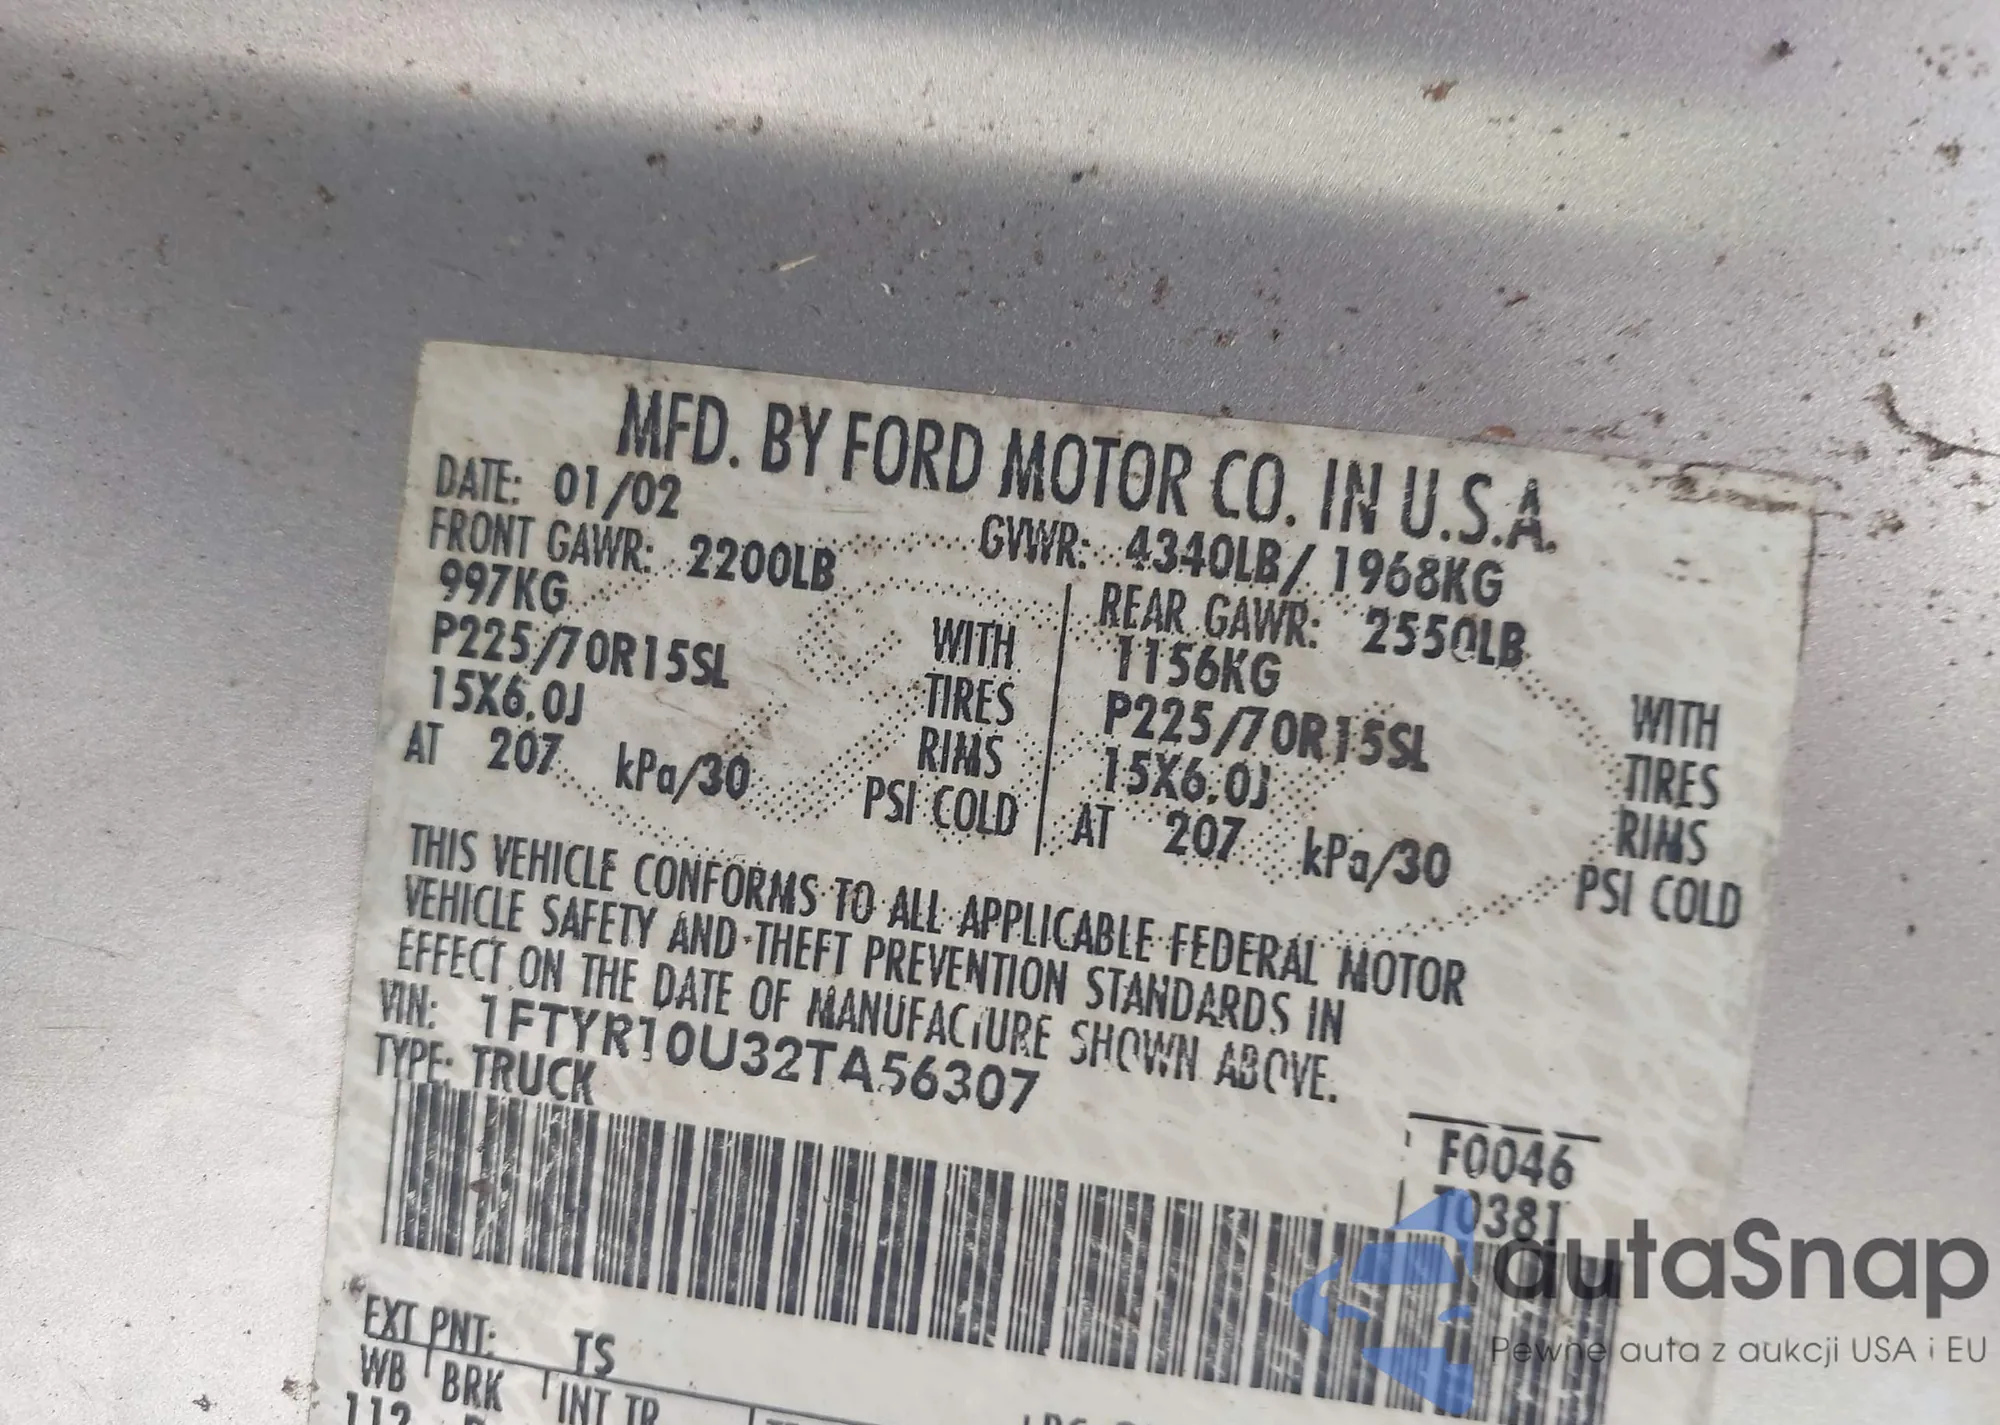 MFD. BY FORD MOTOR CO. IN U.S.A.
DATE: 01/02 GVWR: 4340LB/ 1968KG
FRONT GAWR: 2200LB REAR GAWR: 2550LB
997KG WITH 1156KG WITH
P225/70R15SL TIRES P225/70R15SL TIRES
15X6.0J RIMS 15X6.0J RIMS
AT 207 kPa/30 PSI COLD AT 207 kPa/30 PSI COLD
THIS VEHICLE CONFORMS TO ALL APPLICABLE FEDERAL MOTOR
VEHICLE SAFETY AND THEFT PREVENTION STANDARDS IN
EFFECT ON THE DATE OF MANUFACTURE SHOWN ABOVE.
VIN: 1FTYR10U32TA56307
TYPE: TRUCK
F0046
T0381
EXT PNT: TS
WB BRK INT TR
112
autaSnap
Pewne auta z aukcji USA i EU